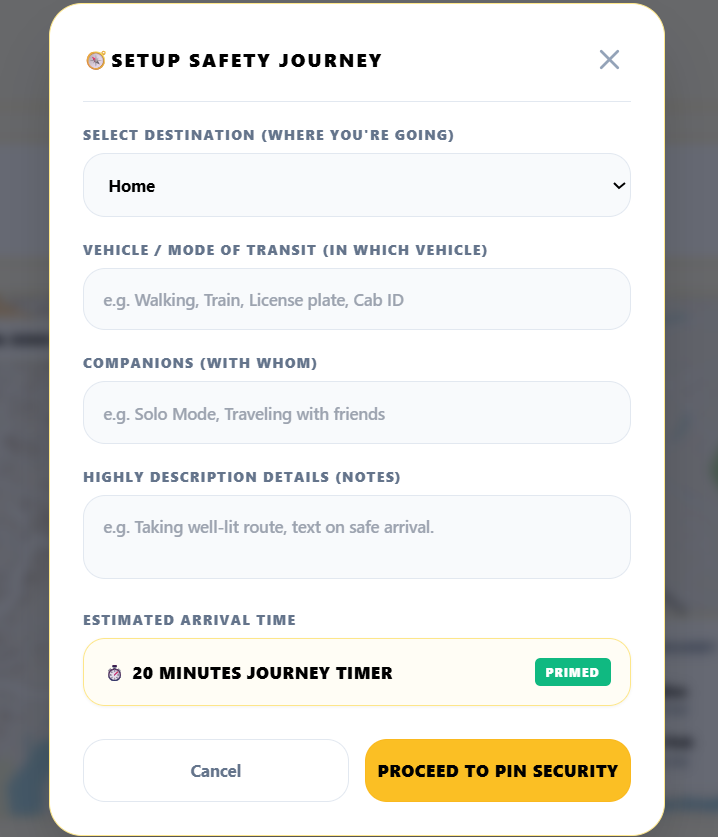 SETUP SAFETY JOURNEY
SELECT DESTINATION (WHERE YOU'RE GOING)
Home
VEHICLE / MODE OF TRANSIT (IN WHICH VEHICLE)
e.g. Walking, Train, License plate, Cab ID
COMPANIONS (WITH WHOM)
e.g. Solo Mode, Traveling with friends
HIGHLY DESCRIPTION DETAILS (NOTES)
e.g. Taking well-lit route, text on safe arrival.
ESTIMATED ARRIVAL TIME
20 MINUTES JOURNEY TIMER PRIMED
Cancel PROCEED TO PIN SECURITY